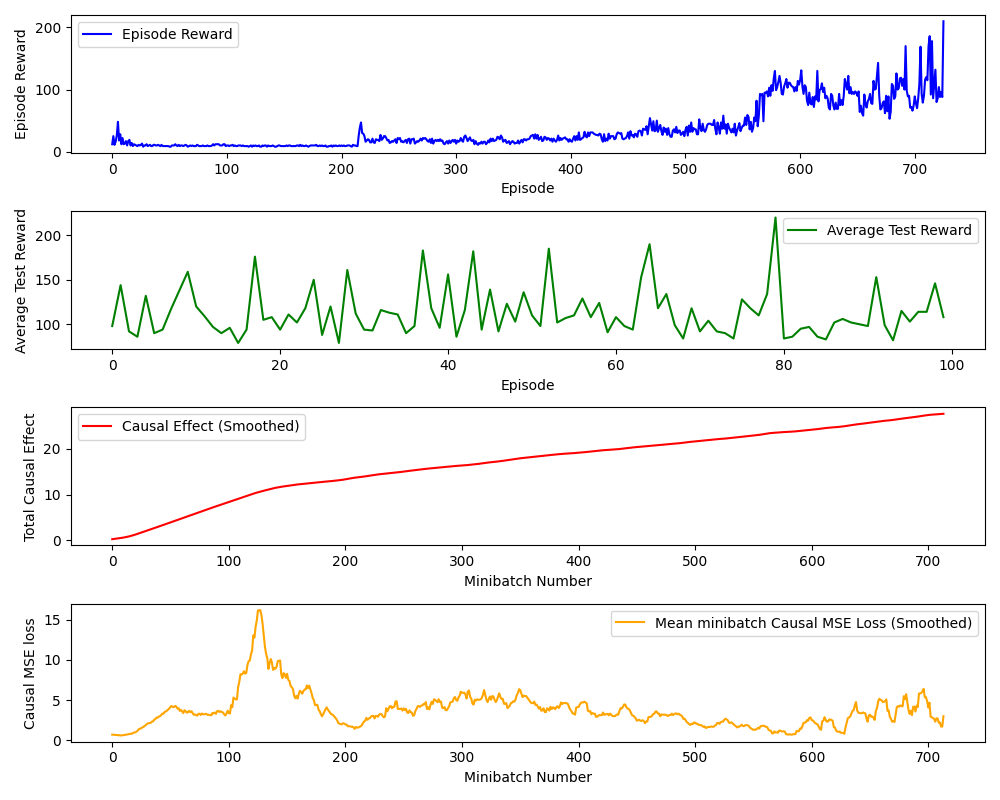 Episode Reward
200
100
0
Episode Reward
0 100 200 300 400 500 600 700
Episode
Average Test Reward
200
150
100
Average Test Reward
0 20 40 60 80 100
Episode
Total Causal Effect
20
10
0
Causal Effect (Smoothed)
0 100 200 300 400 500 600 700
Minibatch Number
Causal MSE loss
15
10
5
0
Mean minibatch Causal MSE Loss (Smoothed)
0 100 200 300 400 500 600 700
Minibatch Number